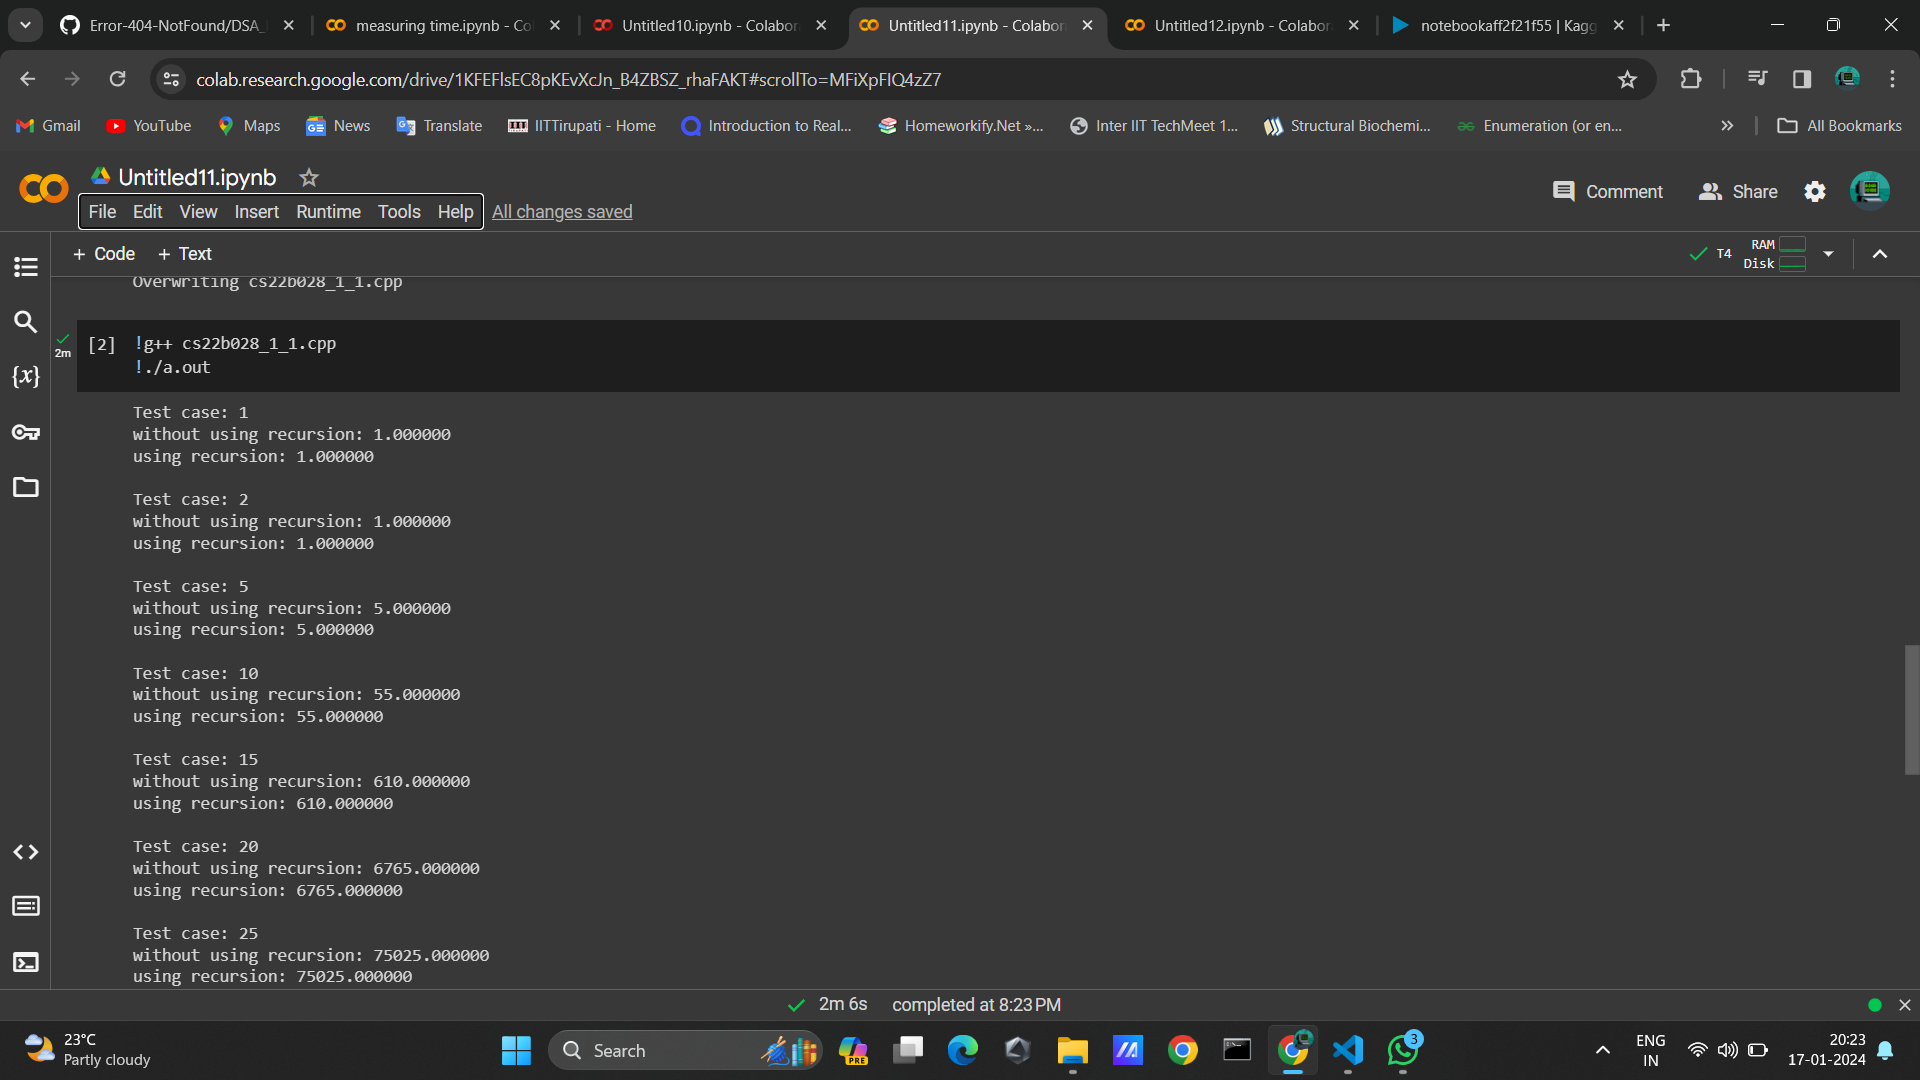 Error-404-NotFound/DSA_
measuring time.ipynb - Co
Untitled10.ipynb - Colabor
Untitled11.ipynb - Colabor
Untitled12.ipynb - Colabor
notebookaff2f21f55 | Kagg
colab.research.google.com/drive/1KFEFlsEC8pKEvXcJn_B4ZBSZ_rhaFAKT#scrollTo=MFiXpFIQ4zZ7
Gmail
YouTube
Maps
News
Translate
IITTirupati - Home
Introduction to Real...
Homeworkify.Net »...
Inter IIT TechMeet 1...
Structural Biochemi...
Enumeration (or en...
»
All Bookmarks
Untitled11.ipynb
File Edit View Insert Runtime Tools Help All changes saved
Comment
Share
+ Code + Text
T4
RAM
Disk
Overwriting cs22b028_1_1.cpp
2m
[2] !g++ cs22b028_1_1.cpp
!./a.out
Test case: 1
without using recursion: 1.000000
using recursion: 1.000000
Test case: 2
without using recursion: 1.000000
using recursion: 1.000000
Test case: 5
without using recursion: 5.000000
using recursion: 5.000000
Test case: 10
without using recursion: 55.000000
using recursion: 55.000000
Test case: 15
without using recursion: 610.000000
using recursion: 610.000000
Test case: 20
without using recursion: 6765.000000
using recursion: 6765.000000
Test case: 25
without using recursion: 75025.000000
using recursion: 75025.000000
{x}
2m 6s completed at 8:23 PM
23°C
Partly cloudy
Search
PRE
3
ENG
IN
20:23
17-01-2024